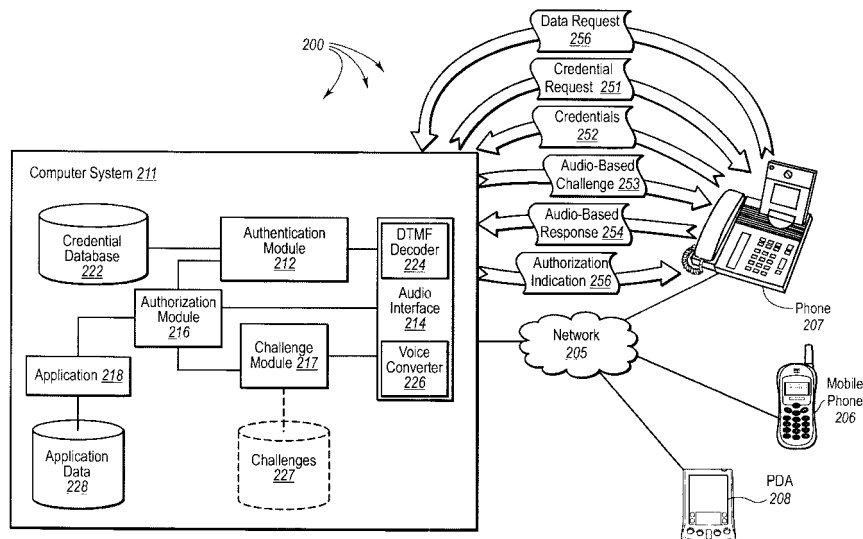 200
Data Request
256
Credential
Request 251
Credentials
252
Audio-Based
Challenge 253
Audio-Based
Response 254
Authorization
Indication 256
Computer System 211
Credential
Database
222
Authentication
Module
212
DTMF
Decoder
224
Audio
Interface
214
Voice
Converter
226
Authorization
Module
216
Challenge
Module 217
Application 218
Application
Data
228
Challenges
227
Network
205
Phone
207
Mobile
Phone
206
PDA
208